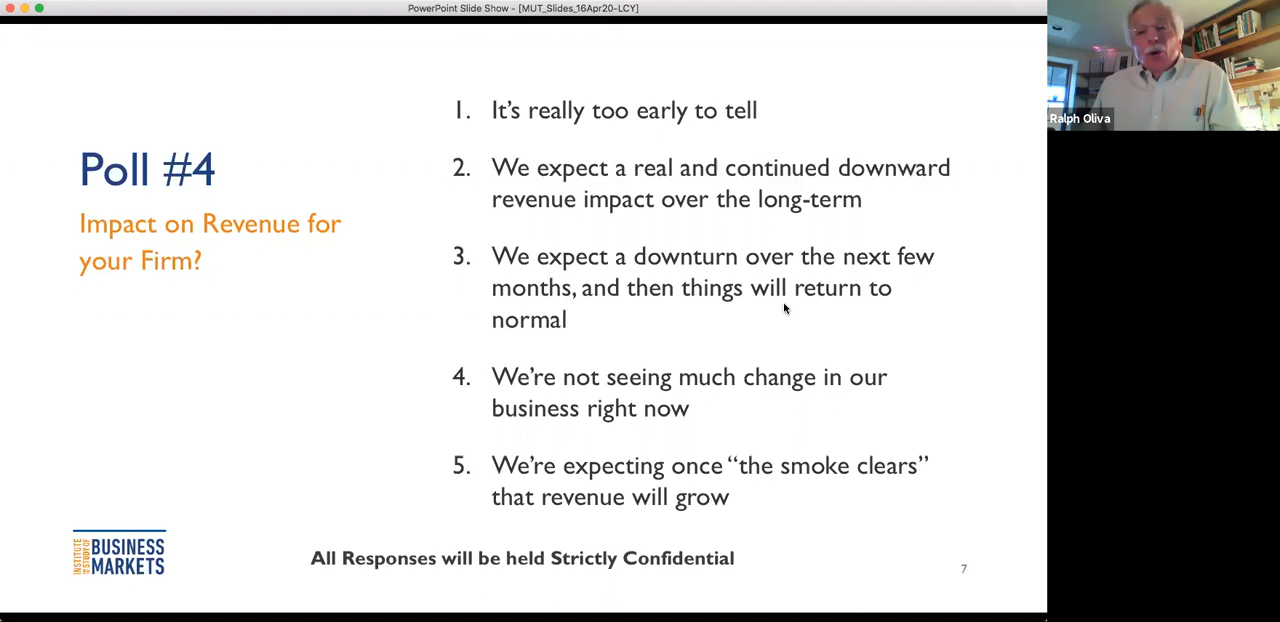 PowerPoint Slide Show - [MUT_Slides_16Apr20-LCY]
Ralph Oliva
Poll #4
Impact on Revenue for
your Firm?
1. It's really too early to tell
2. We expect a real and continued downward
revenue impact over the long-term
3. We expect a downturn over the next few
months, and then things will return to
normal
4. We're not seeing much change in our
business right now
5. We're expecting once “the smoke clears”
that revenue will grow
INSTITUTE
STUDY OF
BUSINESS
MARKETS
All Responses will be held Strictly Confidential
7